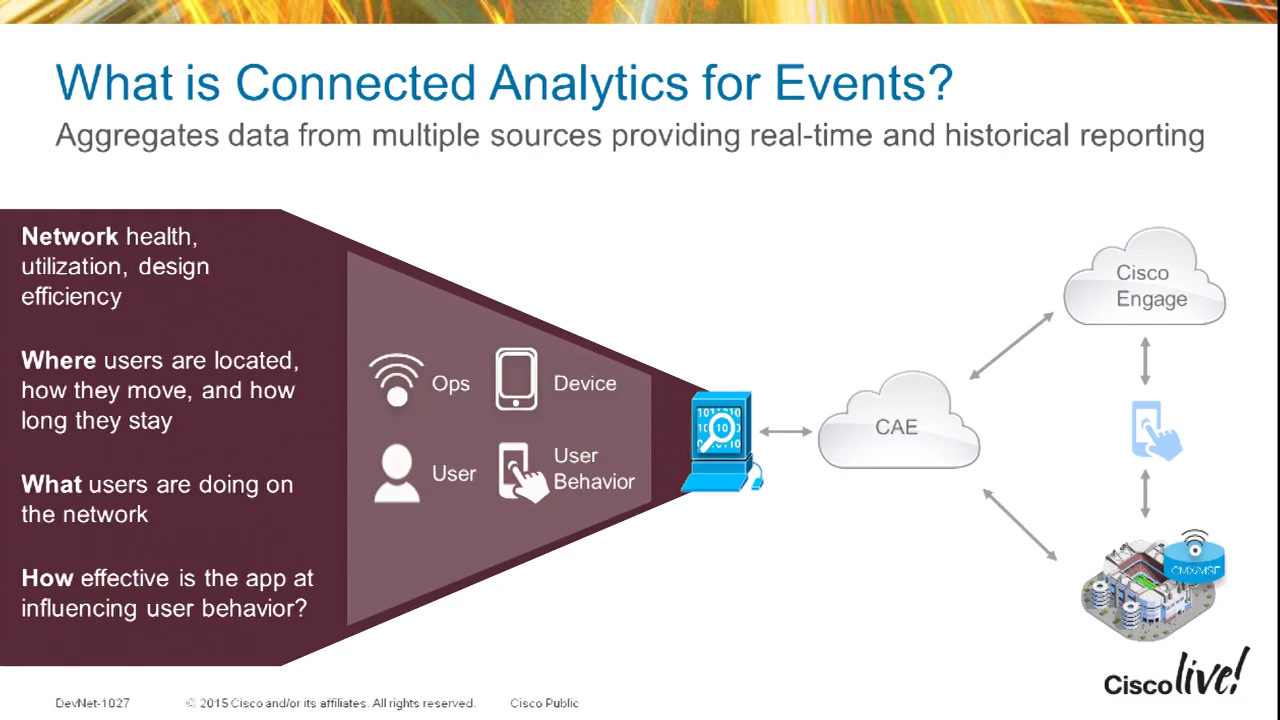 What is Connected Analytics for Events?
Aggregates data from multiple sources providing real-time and historical reporting
Network health,
utilization, design
efficiency
Where users are located,
how they move, and how
long they stay
What users are doing on
the network
How effective is the app at
influencing user behavior?
Ops
Device
User
User
Behavior
CAE
Cisco
Engage
CMX/MSE
Cisco live!
DevNet-1027
© 2015 Cisco and/or its affiliates. All rights reserved.
Cisco Public